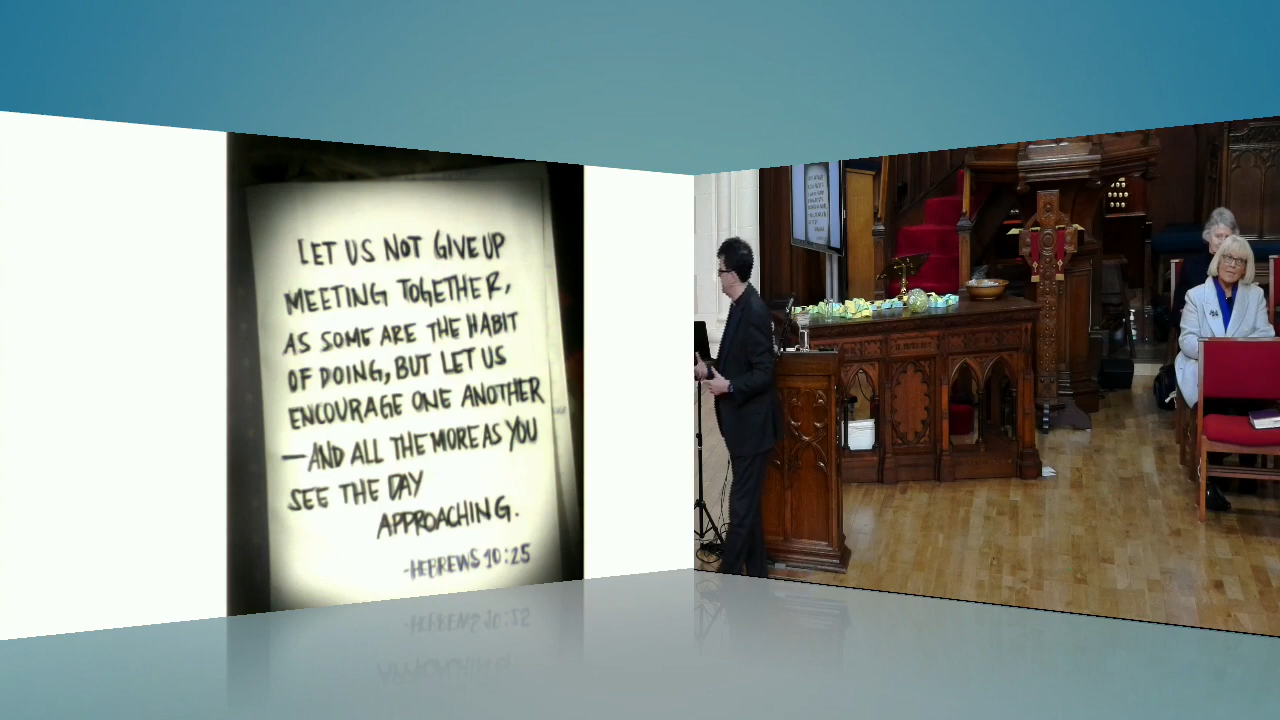 LET US NOT GIVE UP
MEETING TOGETHER,
AS SOME ARE THE HABIT
OF DOING, BUT LET US
ENCOURAGE ONE ANOTHER
—AND ALL THE MORE AS YOU
SEE THE DAY
APPROACHING.
-HEBREWS 10:25